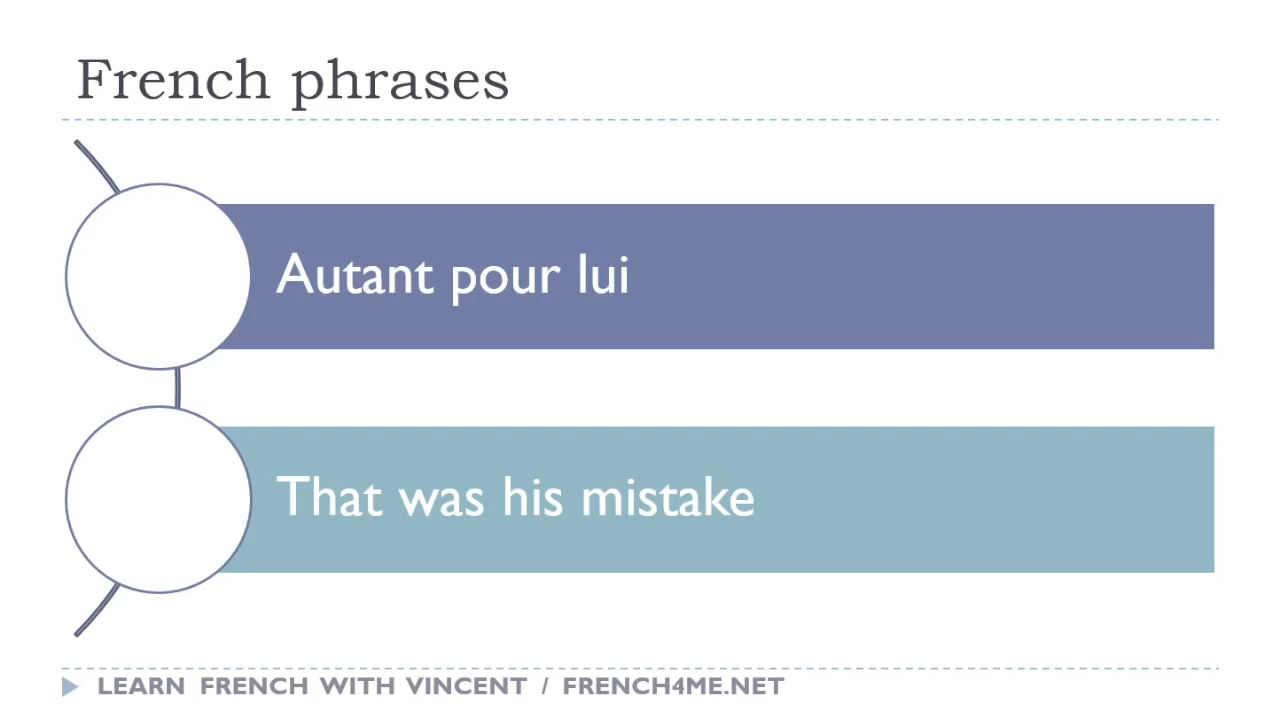 French phrases
Autant pour lui
That was his mistake
LEARN FRENCH WITH VINCENT / FRENCH4ME.NET